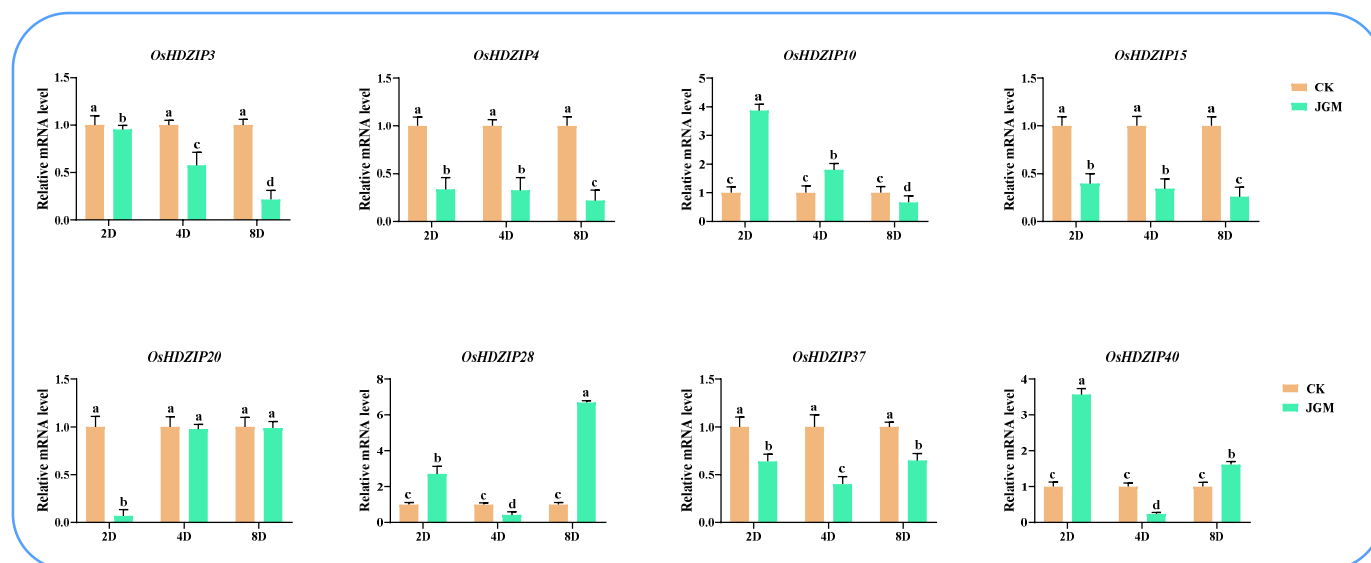 OsHDZIP3
Relative mRNA level
1.5
1.0
0.5
0.0
a b a c a d
2D 4D 8D
OsHDZIP4
Relative mRNA level
1.5
1.0
0.5
0.0
a b a b a c
2D 4D 8D
OsHDZIP10
Relative mRNA level
5
4
3
2
1
0
c a c b c d
2D 4D 8D
OsHDZIP15
Relative mRNA level
1.5
1.0
0.5
0.0
a b a b a c
2D 4D 8D
CK
JGM
OsHDZIP20
Relative mRNA level
1.5
1.0
0.5
0.0
a b a a a a
2D 4D 8D
OsHDZIP28
Relative mRNA level
8
6
4
2
0
c b c d c a
2D 4D 8D
OsHDZIP37
Relative mRNA level
1.5
1.0
0.5
0.0
a b a c a b
2D 4D 8D
OsHDZIP40
Relative mRNA level
4
3
2
1
0
c a c d c b
2D 4D 8D
CK
JGM